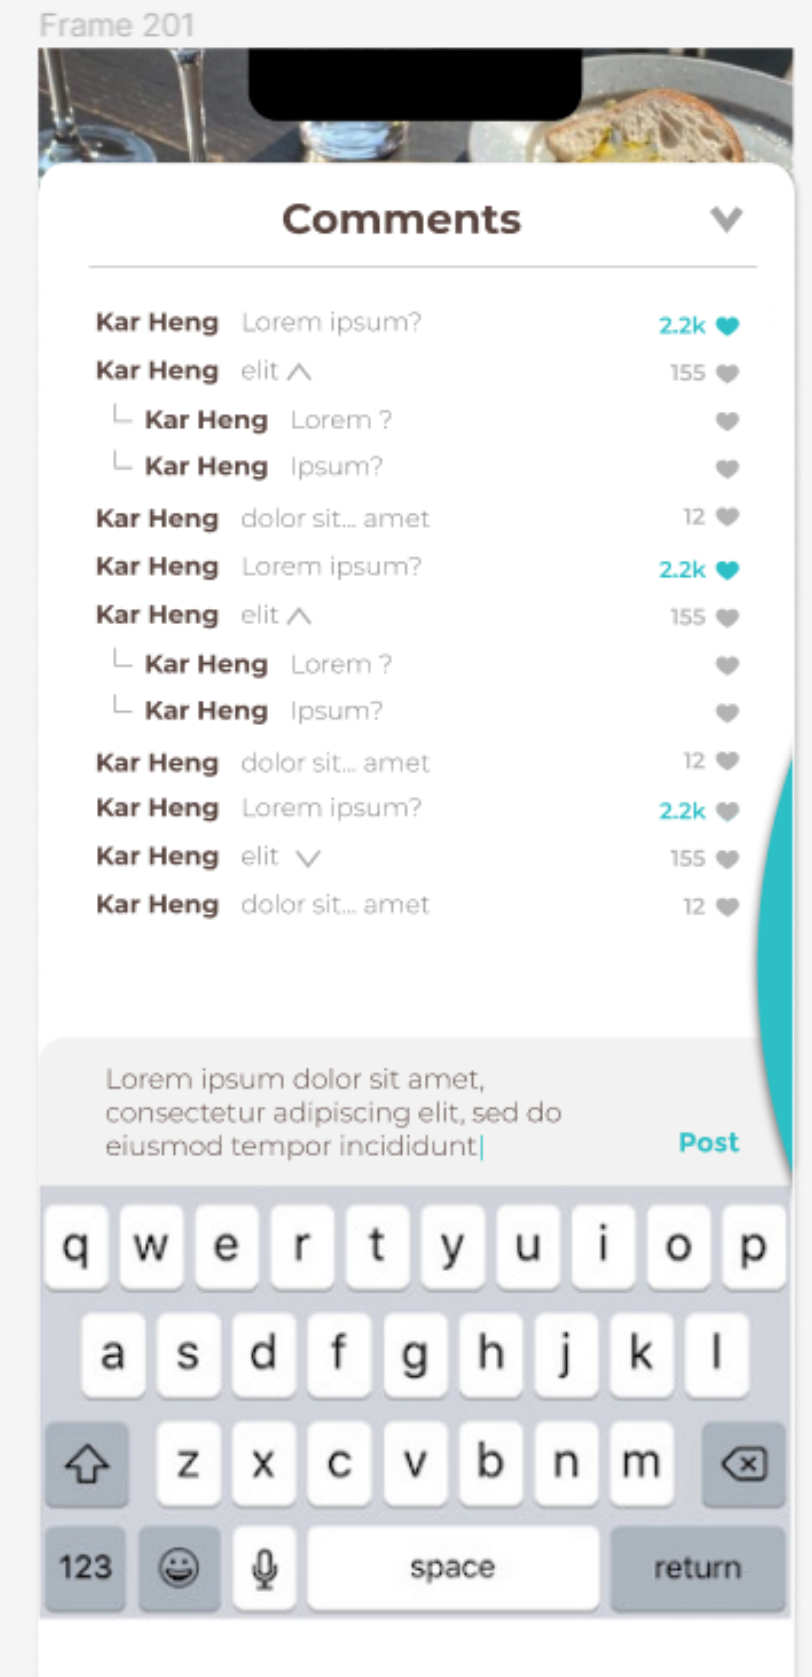 Frame 201
Comments
Kar Heng Lorem ipsum? 2.2k
Kar Heng elit 155
Kar Heng Lorem ?
Kar Heng Ipsum?
Kar Heng dolor sit... amet 12
Kar Heng Lorem ipsum? 2.2k
Kar Heng elit 155
Kar Heng Lorem ?
Kar Heng Ipsum?
Kar Heng dolor sit... amet 12
Kar Heng Lorem ipsum? 2.2k
Kar Heng elit 155
Kar Heng dolor sit... amet 12
Lorem ipsum dolor sit amet,
consectetur adipiscing elit, sed do
eiusmod tempor incididunt
Post
q w e r t y u i o p
a s d f g h j k l
z x c v b n m
123 space return